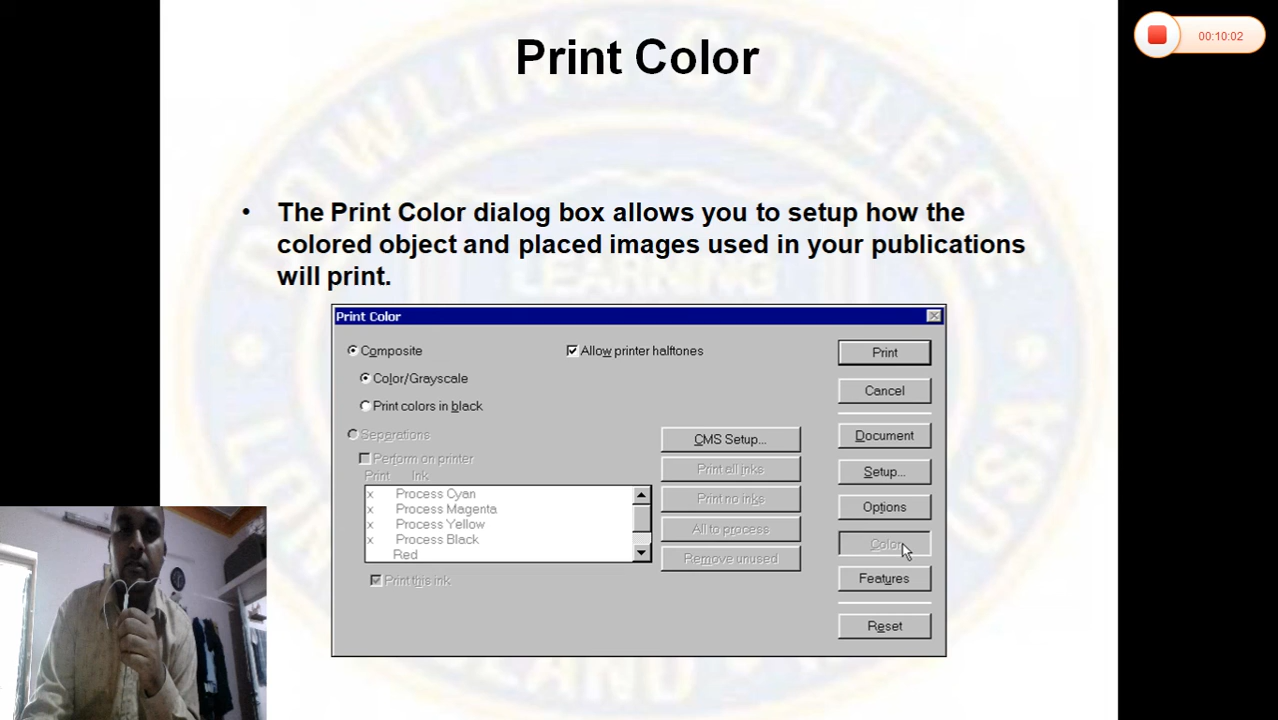 Print Color
00:10:02
DOWLING COLLEGE
LEARNING
• The Print Color dialog box allows you to setup how the
colored object and placed images used in your publications
will print.
Print Color
Composite
Allow printer halftones
Print
Color/Grayscale
Cancel
Print colors in black
Separations
CMS Setup...
Document
Perform on printer
Print Ink
Print all inks
Setup...
x Process Cyan
x Process Magenta
Print no inks
Options
x Process Yellow
All to process
x Process Black
Color
Red
Remove unused
Print this ink
Features
Reset